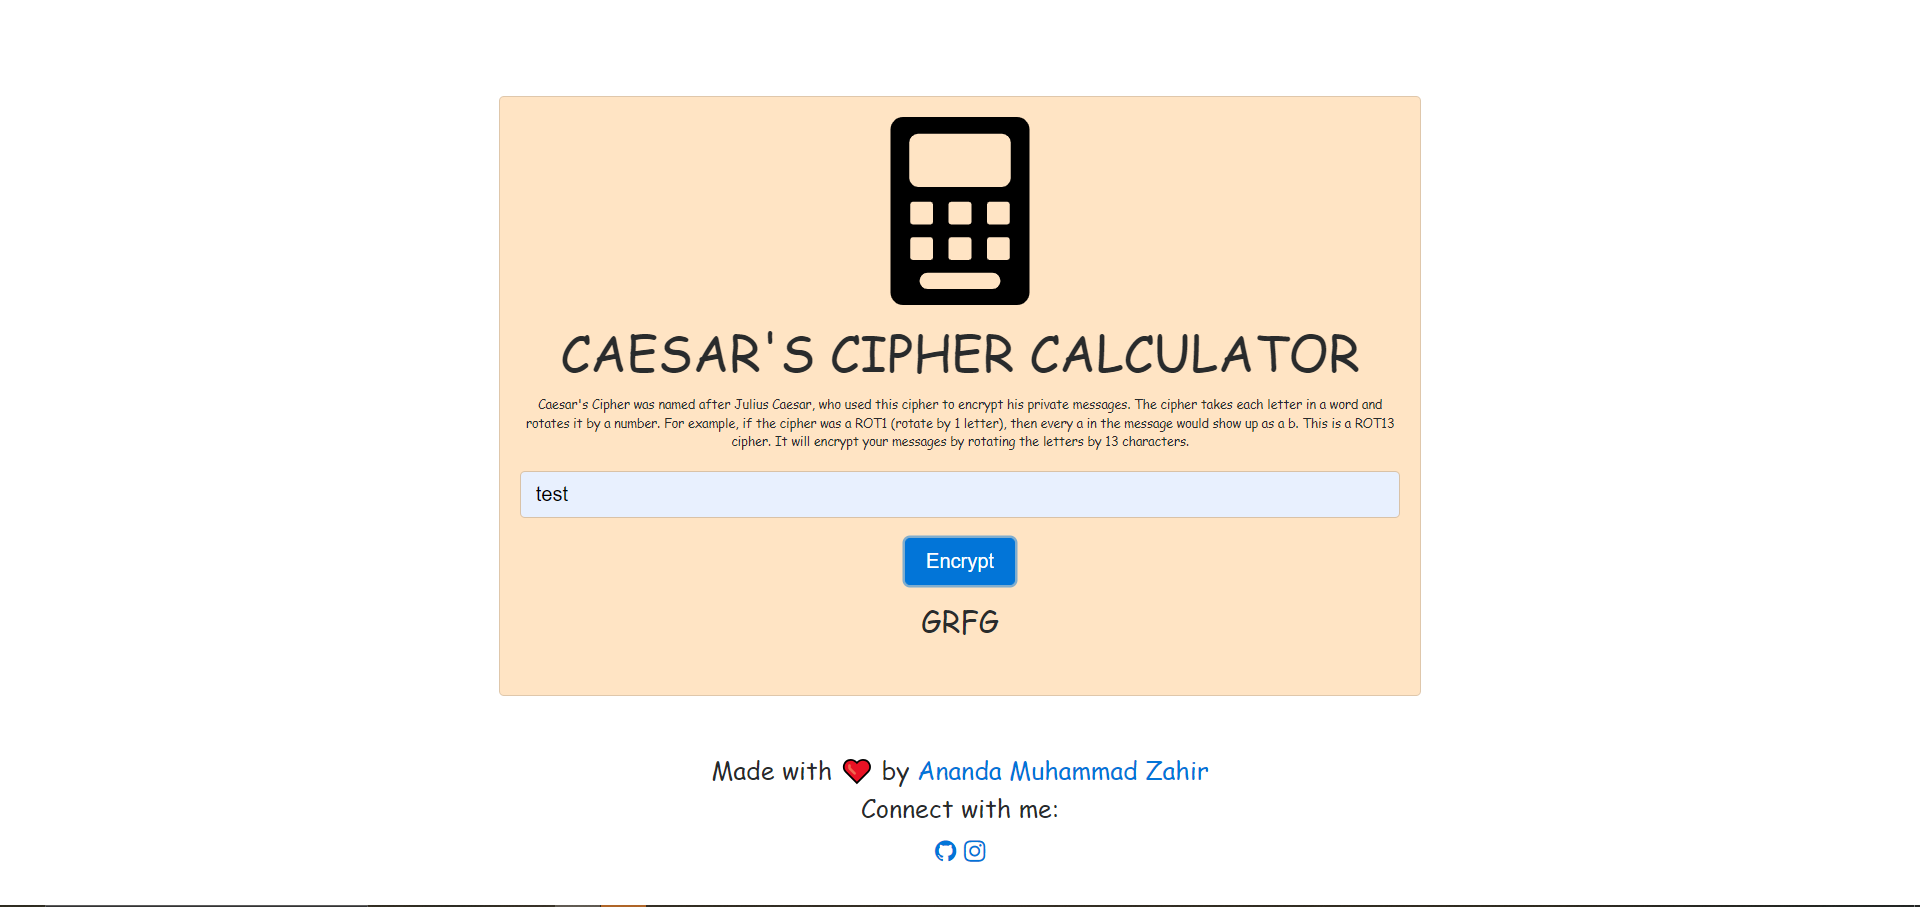 CAESAR'S CIPHER CALCULATOR
Caesar's Cipher was named after Julius Caesar, who used this cipher to encrypt his private messages. The cipher takes each letter in a word and
rotates it by a number. For example, if the cipher was a ROT1 (rotate by 1 letter), then every a in the message would show up as a b. This is a ROT13
cipher. It will encrypt your messages by rotating the letters by 13 characters.
test
Encrypt
GRFG
Made with ❤️ by Ananda Muhammad Zahir
Connect with me: